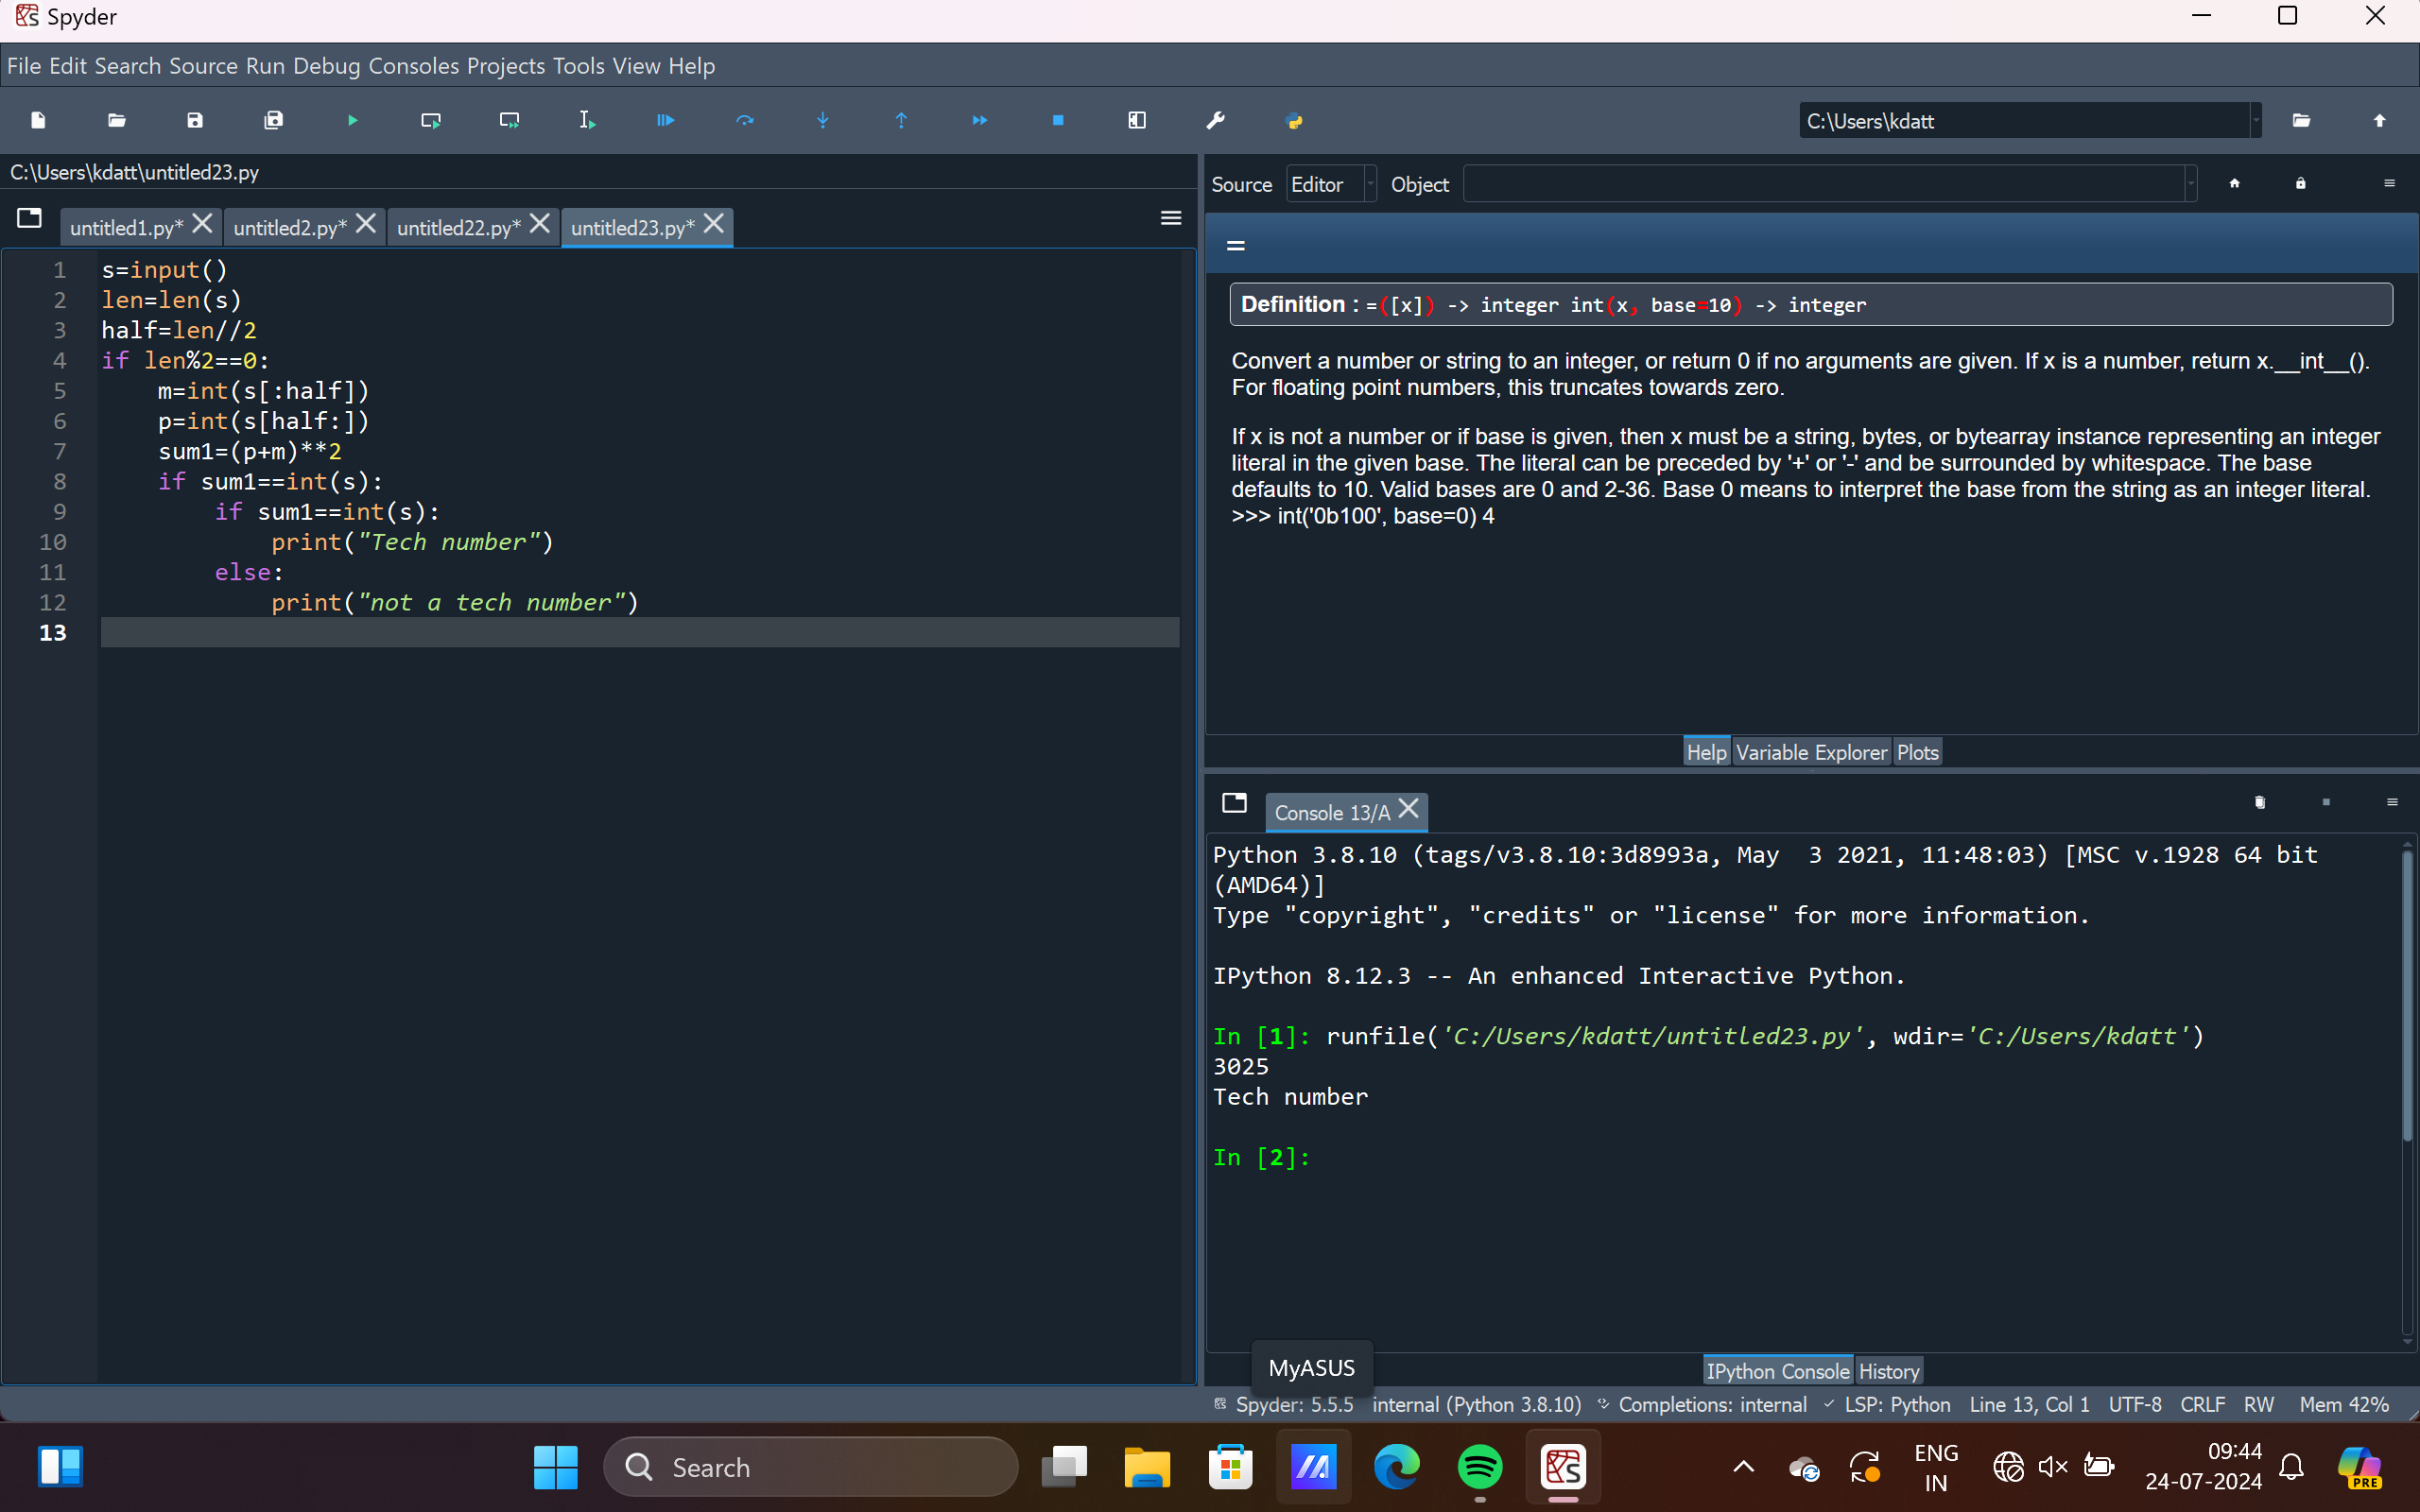 Spyder
File Edit Search Source Run Debug Consoles Projects Tools View Help
C:\Users\kdatt
C:\Users\kdatt\untitled23.py
untitled1.py* untitled2.py* untitled22.py* untitled23.py*
1 s=input()
2 len=len(s)
3 half=len//2
4 if len%2==0:
5     m=int(s[:half])
6     p=int(s[half:])
7     sum1=(p+m)**2
8     if sum1==int(s):
9         if sum1==int(s):
10             print("Tech number")
11         else:
12             print("not a tech number")
13
Source Editor Object
=
Definition : =([x]) -> integer int(x, base=10) -> integer
Convert a number or string to an integer, or return 0 if no arguments are given. If x is a number, return x.__int__().
For floating point numbers, this truncates towards zero.
If x is not a number or if base is given, then x must be a string, bytes, or bytearray instance representing an integer
literal in the given base. The literal can be preceded by '+' or '-' and be surrounded by whitespace. The base
defaults to 10. Valid bases are 0 and 2-36. Base 0 means to interpret the base from the string as an integer literal.
>>> int('0b100', base=0) 4
Help Variable Explorer Plots
Console 13/A
Python 3.8.10 (tags/v3.8.10:3d8993a, May  3 2021, 11:48:03) [MSC v.1928 64 bit
(AMD64)]
Type "copyright", "credits" or "license" for more information.
IPython 8.12.3 -- An enhanced Interactive Python.
In [1]: runfile('C:/Users/kdatt/untitled23.py', wdir='C:/Users/kdatt')
3025
Tech number
In [2]:
MyASUS
IPython Console History
Spyder: 5.5.5 internal (Python 3.8.10) Completions: internal LSP: Python Line 13, Col 1 UTF-8 CRLF RW Mem 42%
Search
ENG
IN
09:44
24-07-2024
PRE